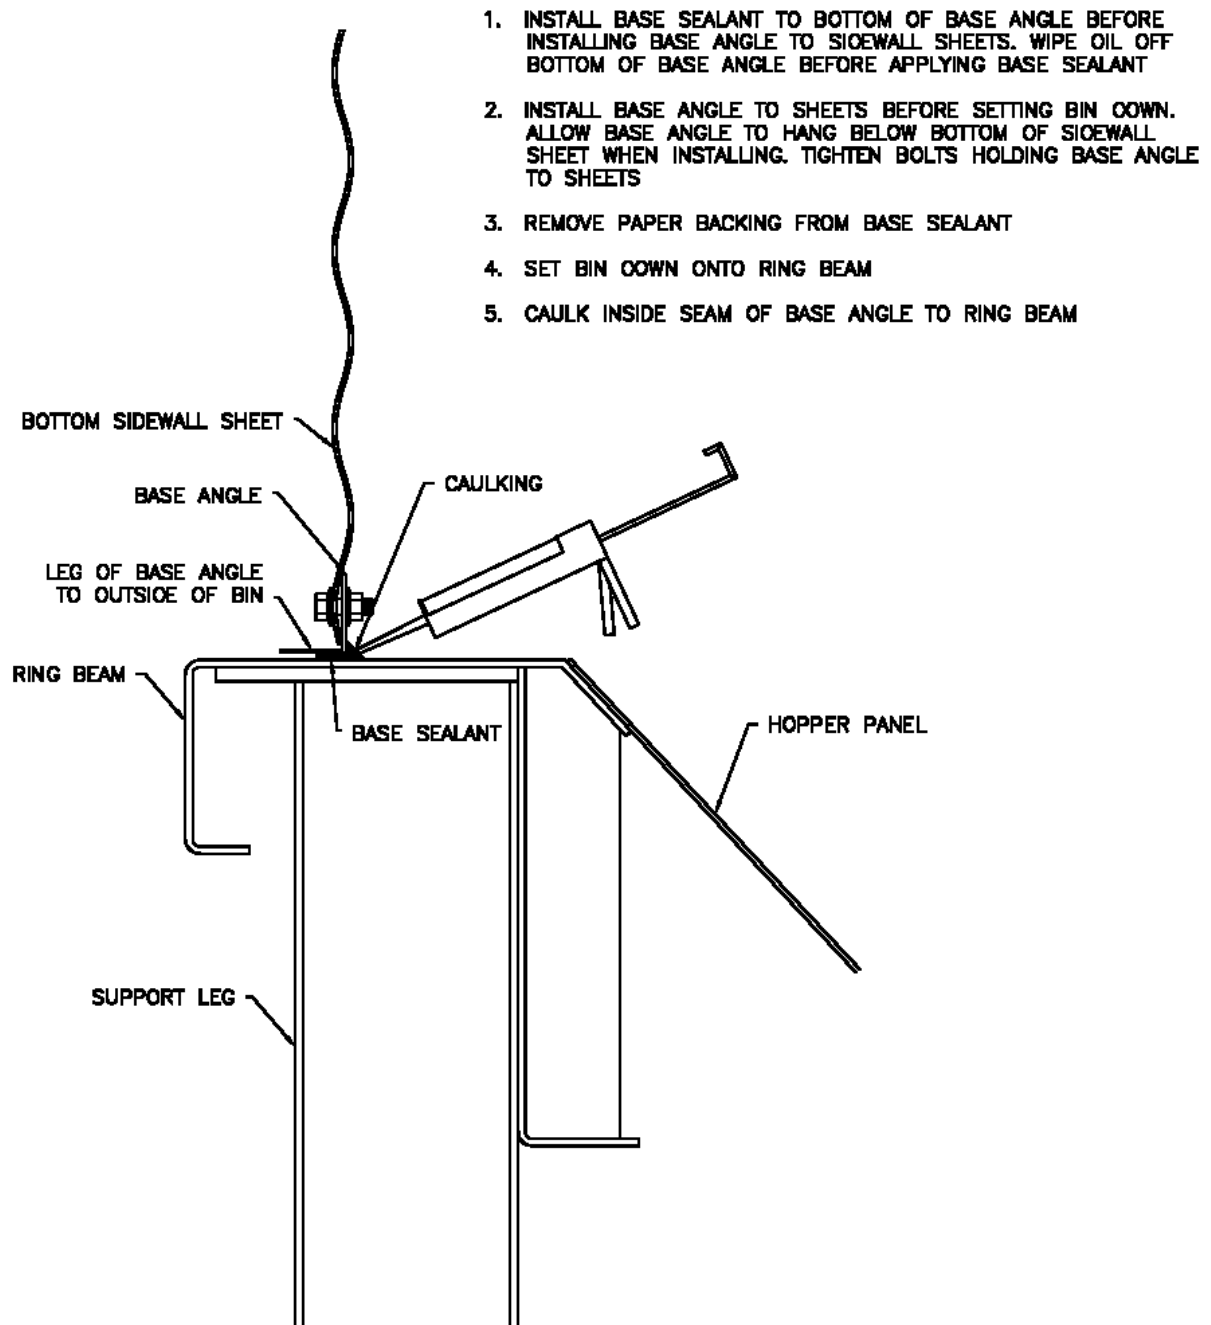 1. INSTALL BASE SEALANT TO BOTTOM OF BASE ANGLE BEFORE
INSTALLING BASE ANGLE TO SIDEWALL SHEETS. WIPE OIL OFF
BOTTOM OF BASE ANGLE BEFORE APPLYING BASE SEALANT
2. INSTALL BASE ANGLE TO SHEETS BEFORE SETTING BIN DOWN.
ALLOW BASE ANGLE TO HANG BELOW BOTTOM OF SIDEWALL
SHEET WHEN INSTALLING. TIGHTEN BOLTS HOLDING BASE ANGLE
TO SHEETS
3. REMOVE PAPER BACKING FROM BASE SEALANT
4. SET BIN DOWN ONTO RING BEAM
5. CAULK INSIDE SEAM OF BASE ANGLE TO RING BEAM
BOTTOM SIDEWALL SHEET
BASE ANGLE
CAULKING
LEG OF BASE ANGLE
TO OUTSIDE OF BIN
RING BEAM
BASE SEALANT
HOPPER PANEL
SUPPORT LEG